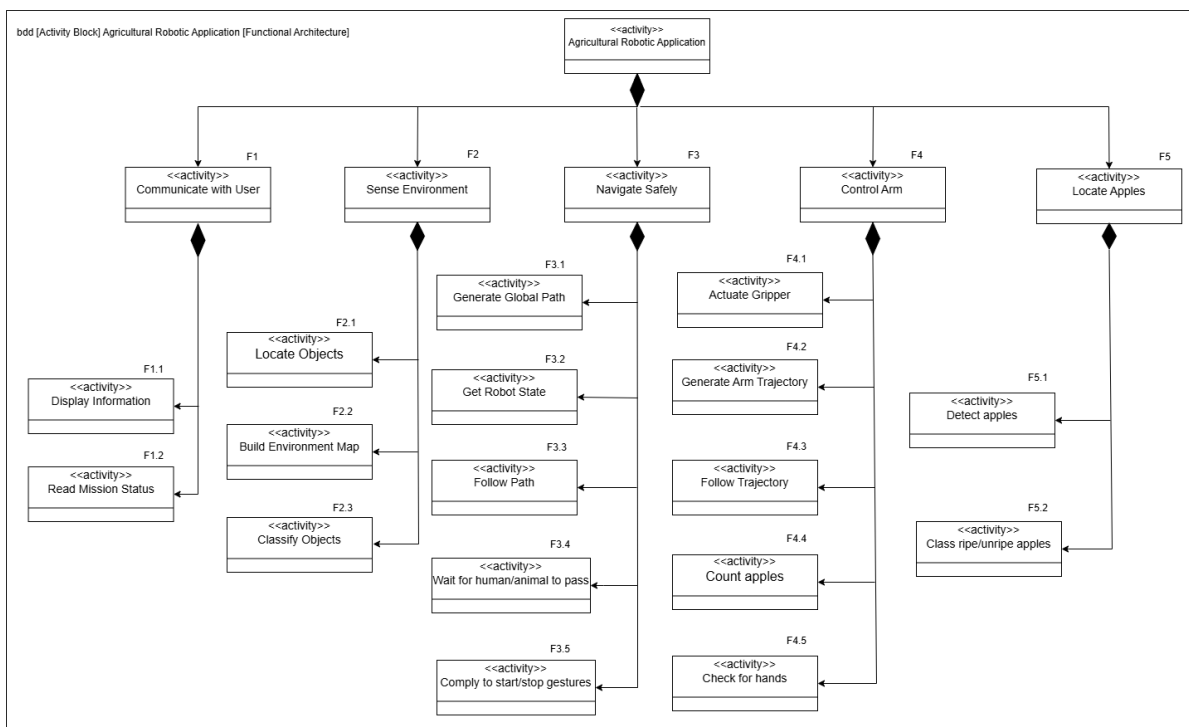 bdd [Activity Block] Agricultural Robotic Application [Functional Architecture]
<<activity>>
Agricultural Robotic Application
F1
<<activity>>
Communicate with User
F2
<<activity>>
Sense Environment
F3
<<activity>>
Navigate Safely
F4
<<activity>>
Control Arm
F5
<<activity>>
Locate Apples
F1.1
<<activity>>
Display Information
F1.2
<<activity>>
Read Mission Status
F2.1
<<activity>>
Locate Objects
F2.2
<<activity>>
Build Environment Map
F2.3
<<activity>>
Classify Objects
F3.1
<<activity>>
Generate Global Path
F3.2
<<activity>>
Get Robot State
F3.3
<<activity>>
Follow Path
F3.4
<<activity>>
Wait for human/animal to pass
F3.5
<<activity>>
Comply to start/stop gestures
F4.1
<<activity>>
Actuate Gripper
F4.2
<<activity>>
Generate Arm Trajectory
F4.3
<<activity>>
Follow Trajectory
F4.4
<<activity>>
Count apples
F4.5
<<activity>>
Check for hands
F5.1
<<activity>>
Detect apples
F5.2
<<activity>>
Class ripe/unripe apples